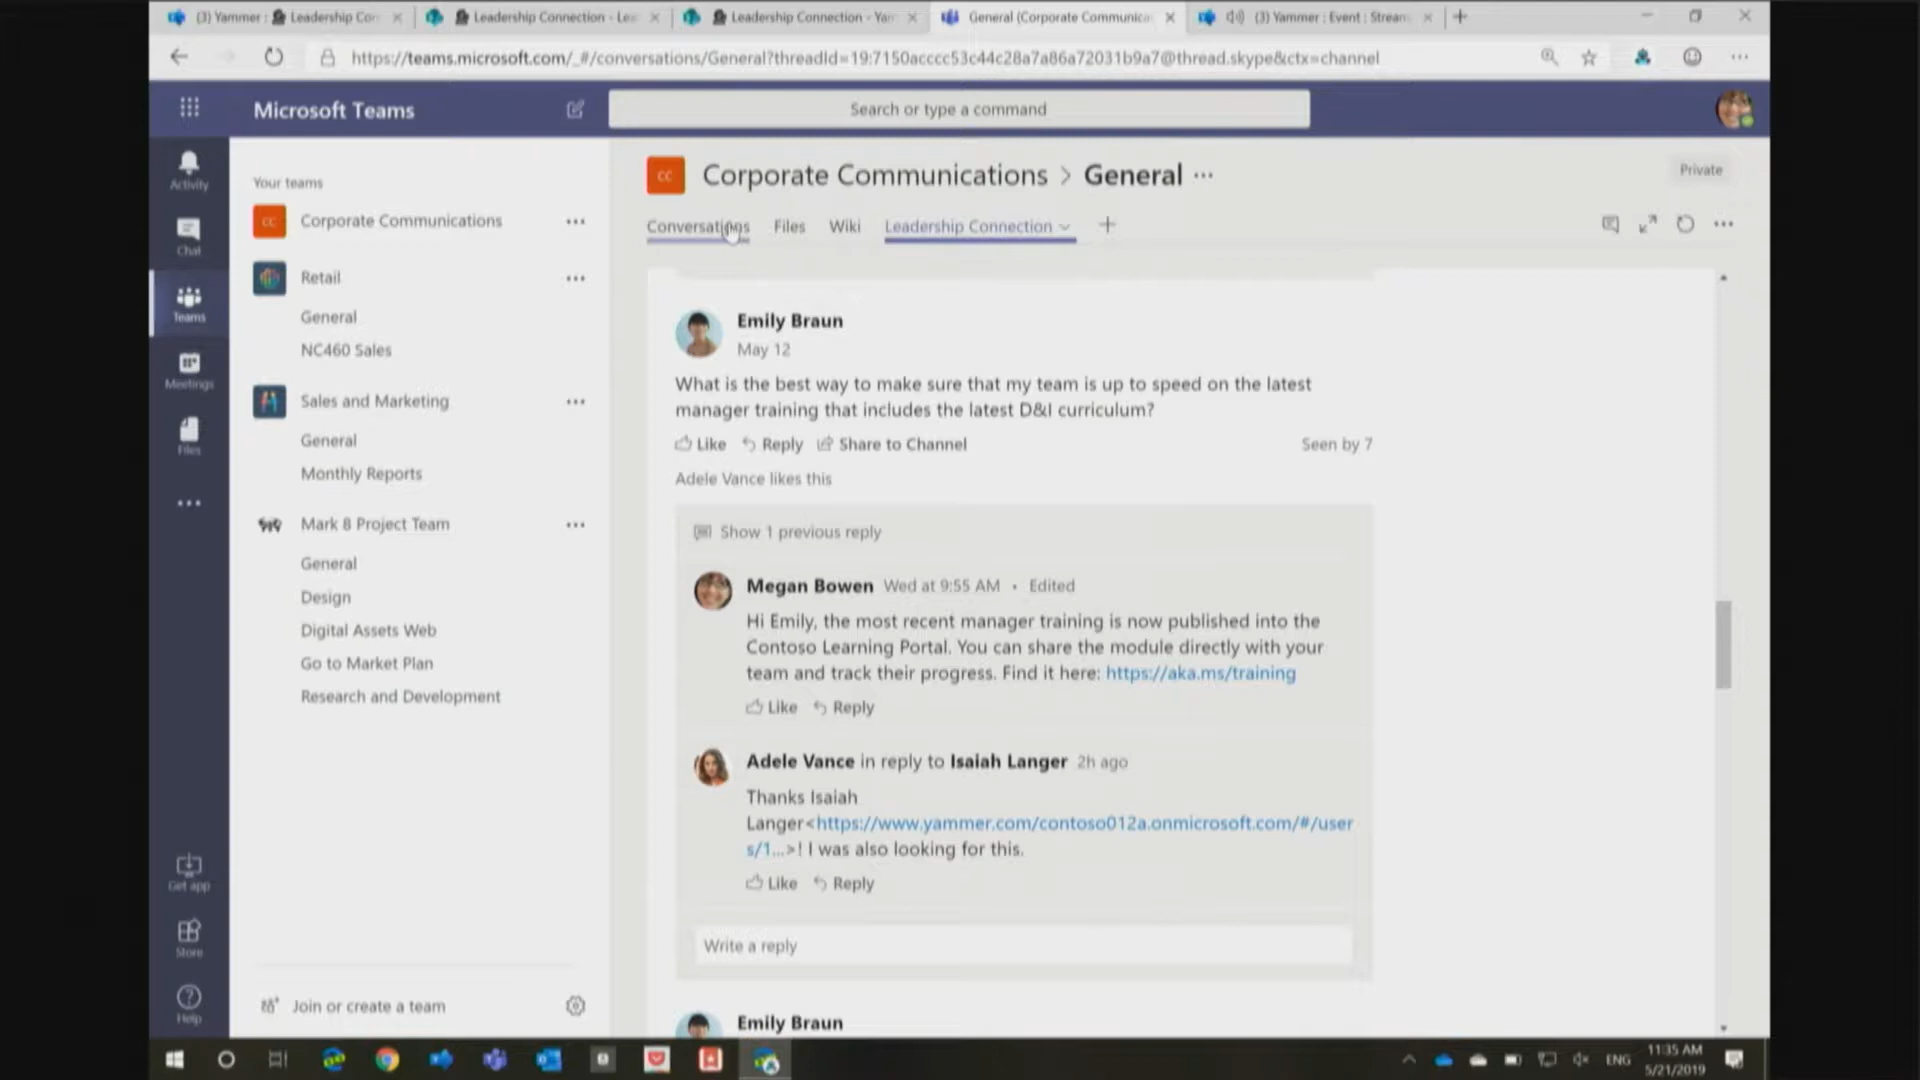 (3) Yammer : Leadership Con
Leadership Connection - Lea
Leadership Connection - Yam
General (Corporate Communica
(3) Yammer : Event : Stream
https://teams.microsoft.com/_#/conversations/General?threadId=19:7150acccc53c44c28a7a86a72031b9a7@thread.skype&ctx=channel
Microsoft Teams
Search or type a command
Activity
Chat
Teams
Meetings
Files
Get app
Store
Help
Your teams
CC Corporate Communications
Retail
General
NC460 Sales
Sales and Marketing
General
Monthly Reports
Mark 8 Project Team
General
Design
Digital Assets Web
Go to Market Plan
Research and Development
Join or create a team
CC Corporate Communications > General ···
Private
Conversations Files Wiki Leadership Connection
Emily Braun
May 12
What is the best way to make sure that my team is up to speed on the latest
manager training that includes the latest D&I curriculum?
Like Reply Share to Channel Seen by 7
Adele Vance likes this
Show 1 previous reply
Megan Bowen Wed at 9:55 AM · Edited
Hi Emily, the most recent manager training is now published into the
Contoso Learning Portal. You can share the module directly with your
team and track their progress. Find it here: https://aka.ms/training
Like Reply
Adele Vance in reply to Isaiah Langer 2h ago
Thanks Isaiah
Langer<https://www.yammer.com/contoso012a.onmicrosoft.com/#/user
s/1...>! I was also looking for this.
Like Reply
Write a reply
Emily Braun
ENG
11:35 AM
5/21/2019